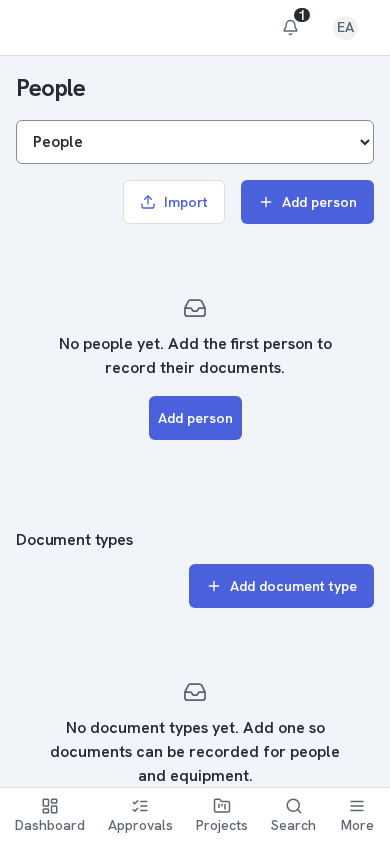 1
EA
People
People
Import
Add person
No people yet. Add the first person to
record their documents.
Add person
Document types
Add document type
No document types yet. Add one so
documents can be recorded for people
and equipment.
Dashboard
Approvals
Projects
Search
More